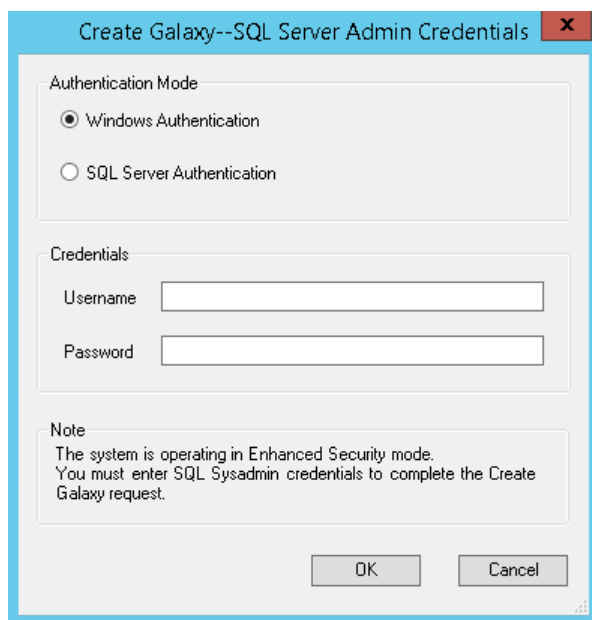 Create Galaxy--SQL Server Admin Credentials
x
Authentication Mode
Windows Authentication
SQL Server Authentication
Credentials
Username
Password
Note
The system is operating in Enhanced Security mode.
You must enter SQL Sysadmin credentials to complete the Create
Galaxy request.
OK Cancel